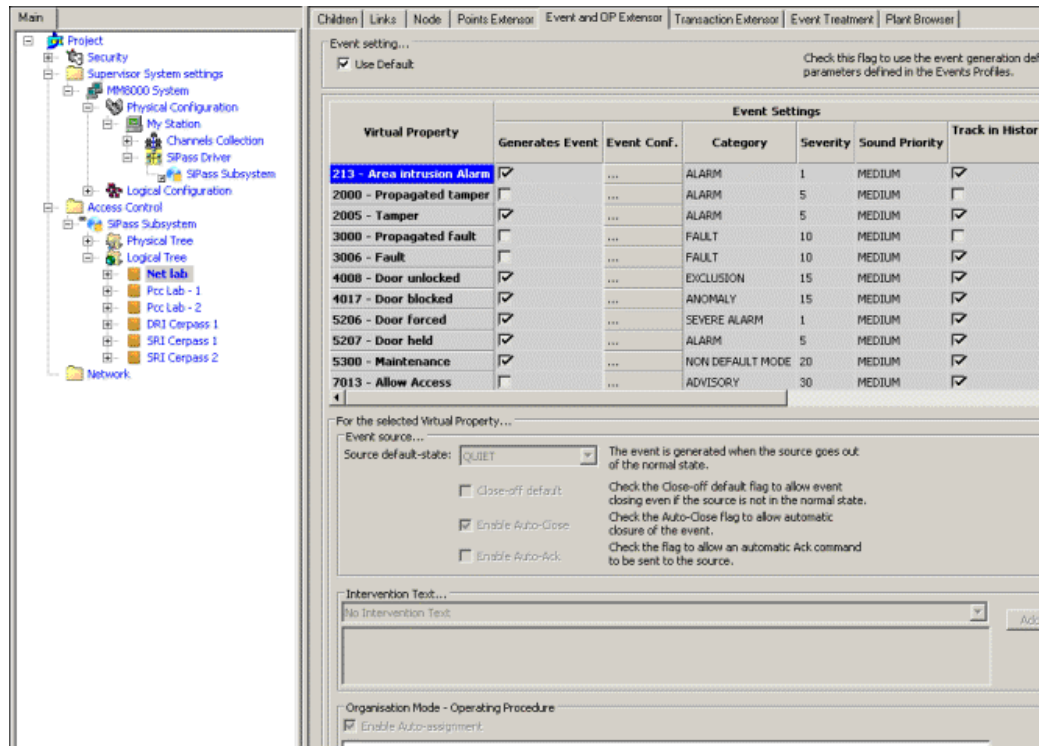 Main
Project
Security
Supervisor System settings
MM8000 System
Physical Configuration
My Station
Channels Collection
SiPass Driver
SiPass Subsystem
Logical Configuration
Access Control
SiPass Subsystem
Physical Tree
Logical Tree
Net lab
Pcc Lab - 1
Pcc Lab - 2
DRI Cerpass 1
SRI Cerpass 1
SRI Cerpass 2
Network
Children Links Node Points Extensor Event and OP Extensor Transaction Extensor Event Treatment Plant Browser
Event setting...
Use Default
Check this flag to use the event generation def
parameters defined in the Events Profiles.
Event Settings
Virtual Property Generates Event Event Conf. Category Severity Sound Priority Track in Histor
213 - Area intrusion Alarm ... ALARM 1 MEDIUM
2000 - Propagated tamper ... ALARM 5 MEDIUM
2005 - Tamper ... ALARM 5 MEDIUM
3000 - Propagated fault ... FAULT 10 MEDIUM
3006 - Fault ... FAULT 10 MEDIUM
4008 - Door unlocked ... EXCLUSION 15 MEDIUM
4017 - Door blocked ... ANOMALY 15 MEDIUM
5206 - Door forced ... SEVERE ALARM 1 MEDIUM
5207 - Door held ... ALARM 5 MEDIUM
5300 - Maintenance ... NON DEFAULT MODE 20 MEDIUM
7013 - Allow Access ... ADVISORY 30 MEDIUM
For the selected Virtual Property...
Event source...
Source default-state: QUIET The event is generated when the source goes out
of the normal state.
Close-off default Check the Close-off default flag to allow event
closing even if the source is not in the normal state.
Enable Auto-Close Check the Auto-Close flag to allow automatic
closure of the event.
Enable Auto-Ack Check the flag to allow an automatic Ack command
to be sent to the source.
Intervention Text...
No Intervention Text
Add
Organisation Mode - Operating Procedure
Enable Auto-assignment